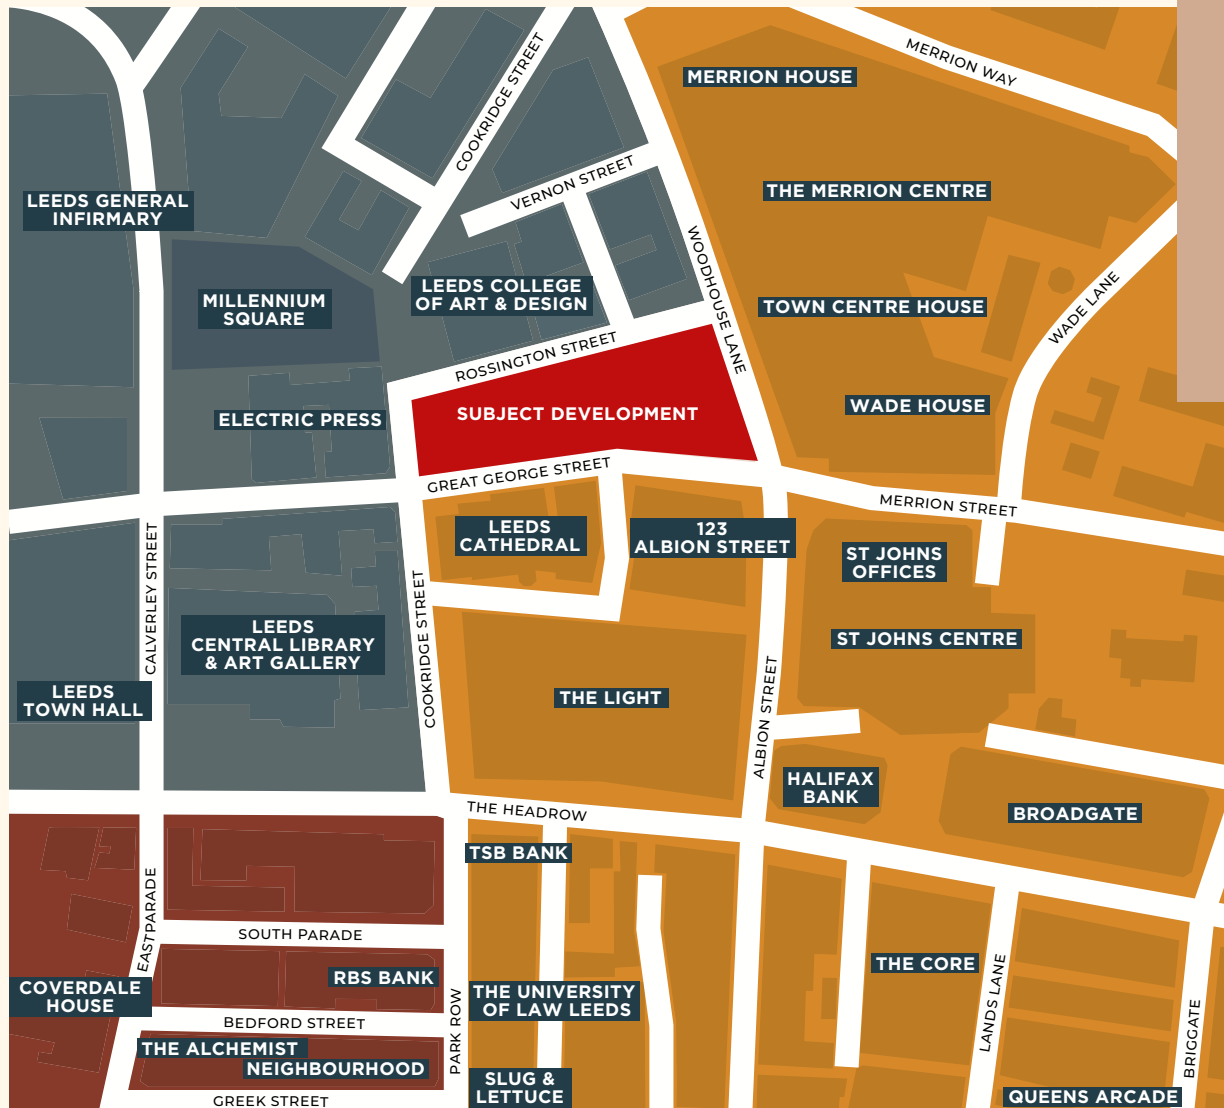 MERRION WAY
MERRION HOUSE
COOKRIDGE STREET
VERNON STREET
THE MERRION CENTRE
LEEDS GENERAL
INFIRMARY
WOODHOUSE LANE
MILLENNIUM
SQUARE
LEEDS COLLEGE
OF ART & DESIGN
TOWN CENTRE HOUSE
WADE LANE
ROSSINGTON STREET
ELECTRIC PRESS
SUBJECT DEVELOPMENT
WADE HOUSE
GREAT GEORGE STREET
MERRION STREET
LEEDS
CATHEDRAL
123
ALBION STREET
ST JOHNS
OFFICES
CALVERLEY STREET
COOKRIDGE STREET
LEEDS
CENTRAL LIBRARY
& ART GALLERY
ST JOHNS CENTRE
LEEDS
TOWN HALL
THE LIGHT
ALBION STREET
HALIFAX
BANK
THE HEADROW
BROADGATE
TSB BANK
EASTPARADE
SOUTH PARADE
RBS BANK
THE CORE
COVERDALE
HOUSE
THE UNIVERSITY
OF LAW LEEDS
LANDS LANE
BRIGGATE
BEDFORD STREET
PARK ROW
THE ALCHEMIST
NEIGHBOURHOOD
SLUG &
LETTUCE
QUEENS ARCADE
GREEK STREET